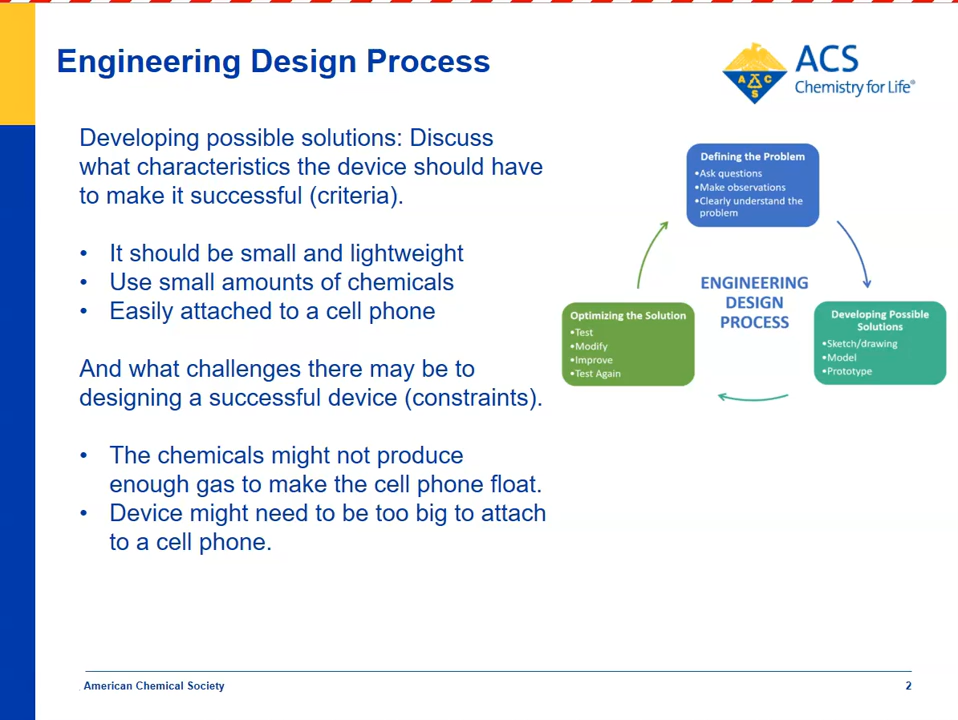 Engineering Design Process
ACS
Chemistry for Life®
A C S
Developing possible solutions: Discuss
what characteristics the device should have
to make it successful (criteria).
• It should be small and lightweight
• Use small amounts of chemicals
• Easily attached to a cell phone
And what challenges there may be to
designing a successful device (constraints).
• The chemicals might not produce
enough gas to make the cell phone float.
• Device might need to be too big to attach
to a cell phone.
Defining the Problem
•Ask questions
•Make observations
•Clearly understand the
problem
ENGINEERING
DESIGN
PROCESS
Developing Possible
Solutions
•Sketch/drawing
•Model
•Prototype
Optimizing the Solution
•Test
•Modify
•Improve
•Test Again
American Chemical Society
2